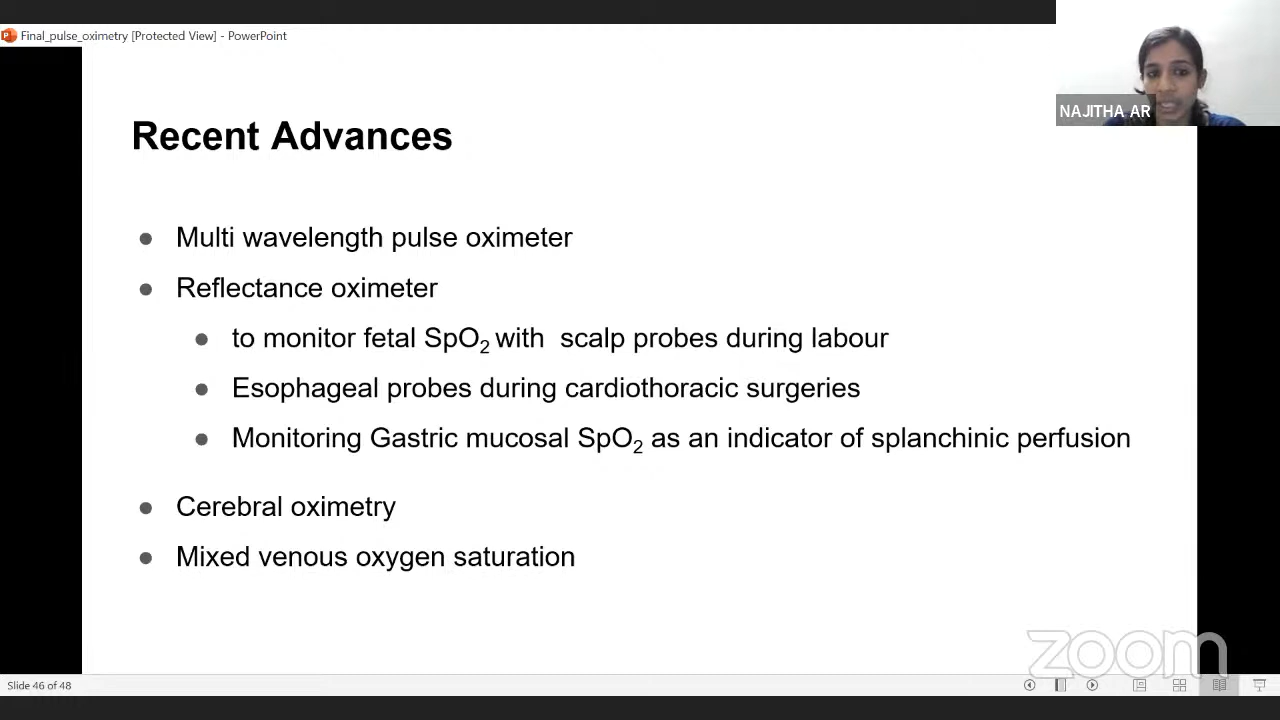 Final_pulse_oximetry [Protected View] - PowerPoint
NAJITHA AR
Recent Advances
● Multi wavelength pulse oximeter
● Reflectance oximeter
● to monitor fetal SpO₂ with scalp probes during labour
● Esophageal probes during cardiothoracic surgeries
● Monitoring Gastric mucosal SpO₂ as an indicator of splanchinic perfusion
● Cerebral oximetry
● Mixed venous oxygen saturation
zoom
Slide 46 of 48